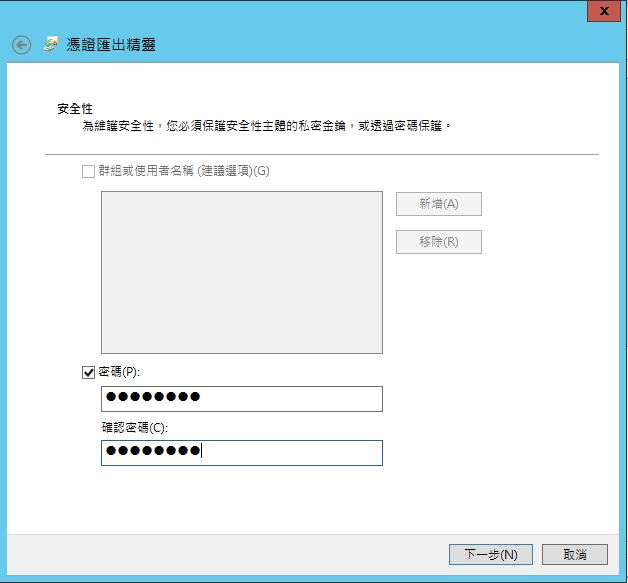 x
憑證匯出精靈
安全性
為維護安全性，您必須保護安全性主體的私密金鑰，或透過密碼保護。
群組或使用者名稱 (建議選項)(G)
新增(A)
移除(R)
密碼(P):
●●●●●●●●
確認密碼(C):
●●●●●●●●
下一步(N)
取消